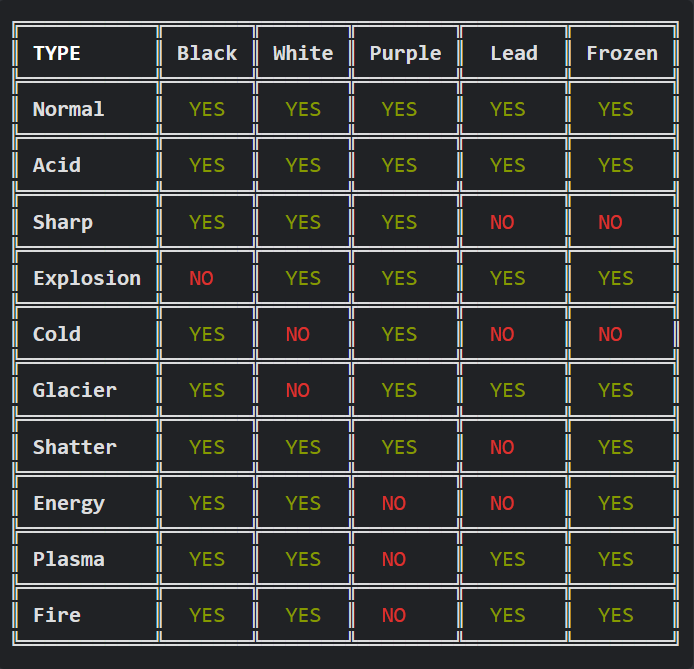 TYPE Black White Purple Lead Frozen
Normal YES YES YES YES YES
Acid YES YES YES YES YES
Sharp YES YES YES NO NO
Explosion NO YES YES YES YES
Cold YES NO YES NO NO
Glacier YES NO YES YES YES
Shatter YES YES YES NO YES
Energy YES YES NO NO YES
Plasma YES YES NO YES YES
Fire YES YES NO YES YES